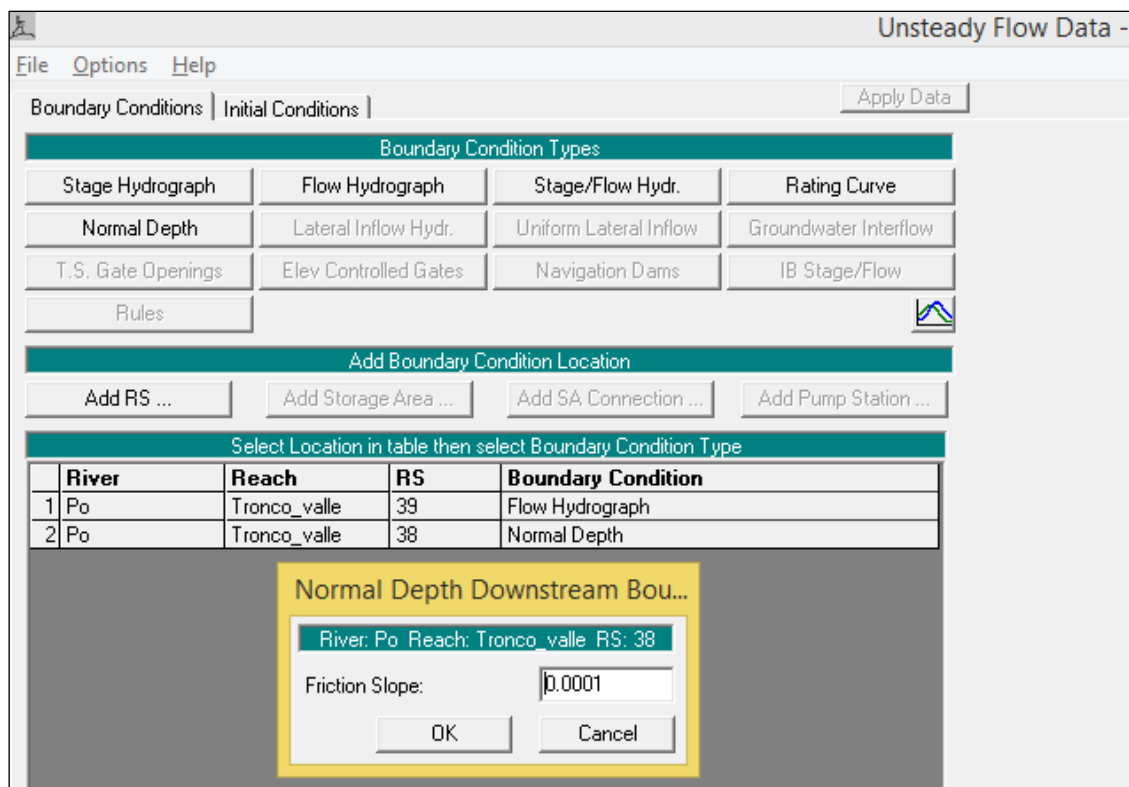 Unsteady Flow Data -
File Options Help
Boundary Conditions Initial Conditions Apply Data
Boundary Condition Types
Stage Hydrograph Flow Hydrograph Stage/Flow Hydr. Rating Curve
Normal Depth Lateral Inflow Hydr. Uniform Lateral Inflow Groundwater Interflow
T.S. Gate Openings Elev Controlled Gates Navigation Dams IB Stage/Flow
Rules
Add Boundary Condition Location
Add RS ... Add Storage Area ... Add SA Connection ... Add Pump Station ...
Select Location in table then select Boundary Condition Type
River Reach RS Boundary Condition
1 Po Tronco_valle 39 Flow Hydrograph
2 Po Tronco_valle 38 Normal Depth
Normal Depth Downstream Bou...
River: Po Reach: Tronco_valle RS: 38
Friction Slope: 0.0001
OK Cancel